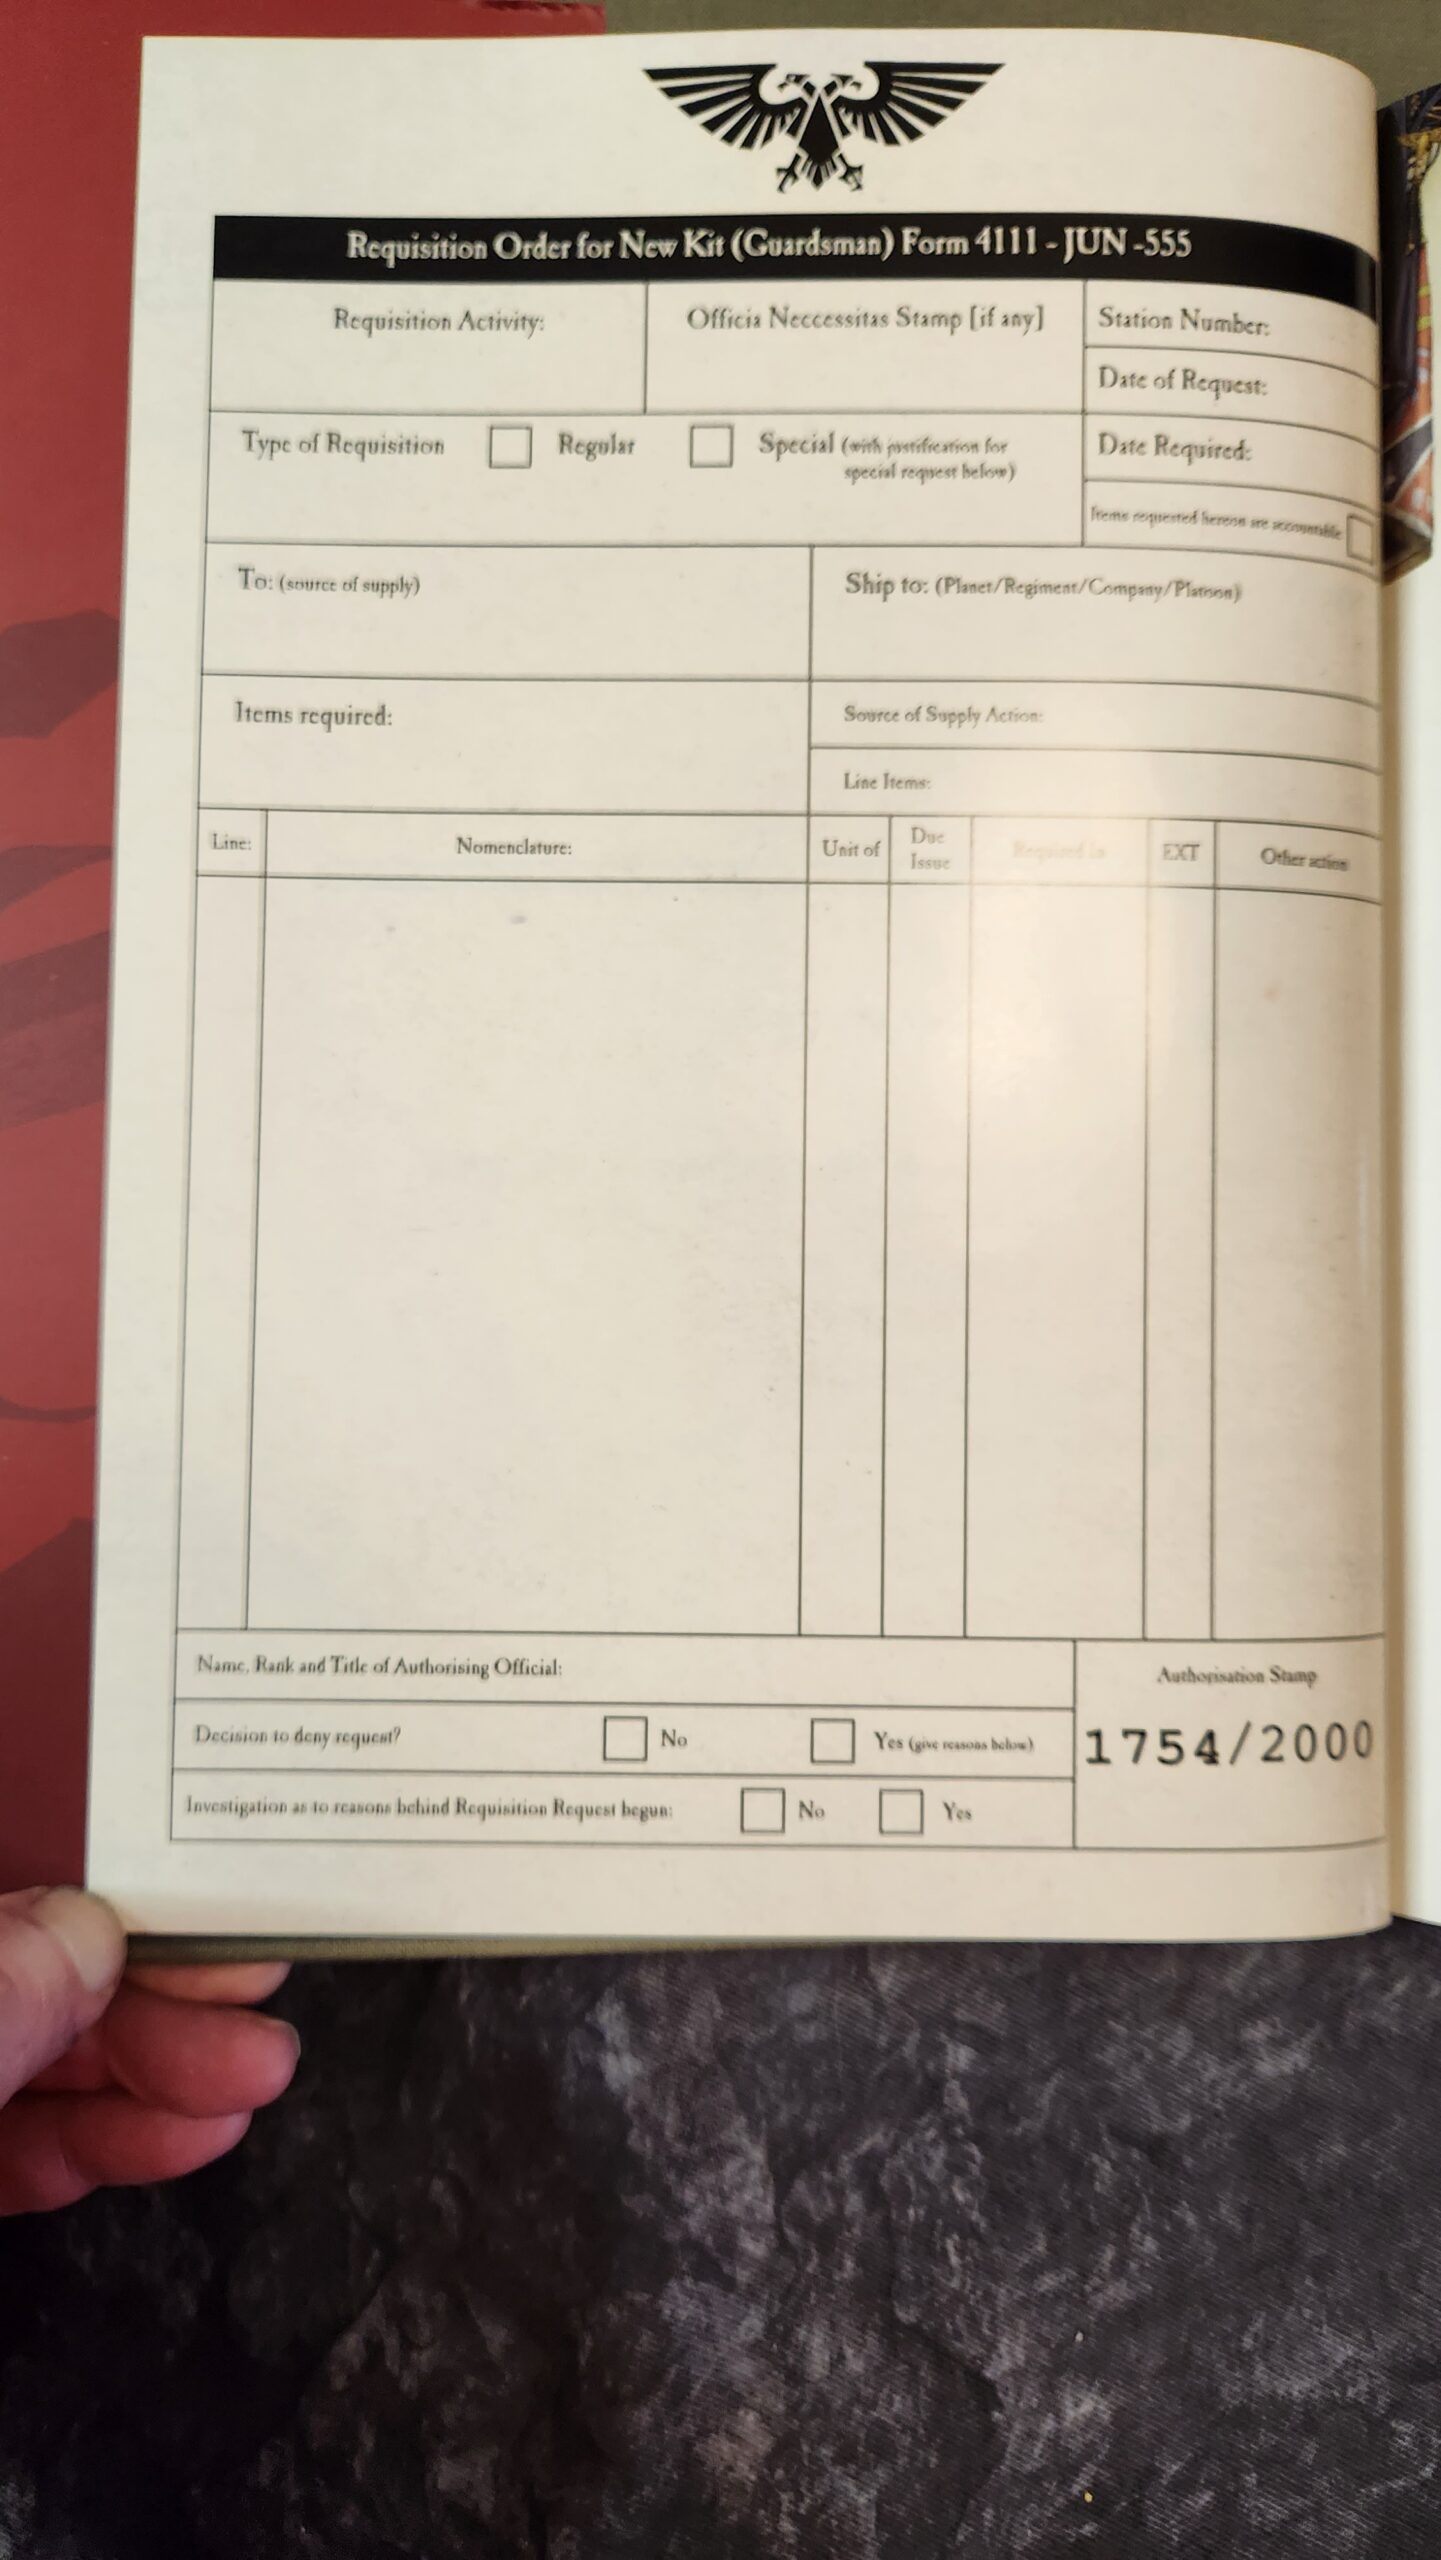 Requisition Order for New Kit (Guardsman) Form 4111 - JUN -555
Requisition Activity:
Officia Neccessitas Stamp [if any]
Station Number:
Date of Request:
Type of Requisition
Regular
Special (with justification for
special request below)
Date Required:
Items requested hereon are accountable
To: (source of supply)
Ship to: (Planet/Regiment/Company/Platoon)
Items required:
Source of Supply Action:
Line Items:
Line:
Nomenclature:
Unit of
Due
Issue
Required in
EXT
Other action
Name, Rank and Title of Authorising Official:
Authorisation Stamp
Decision to deny request?
No
Yes (give reasons below)
1754/2000
Investigation as to reasons behind Requisition Request begun:
No
Yes